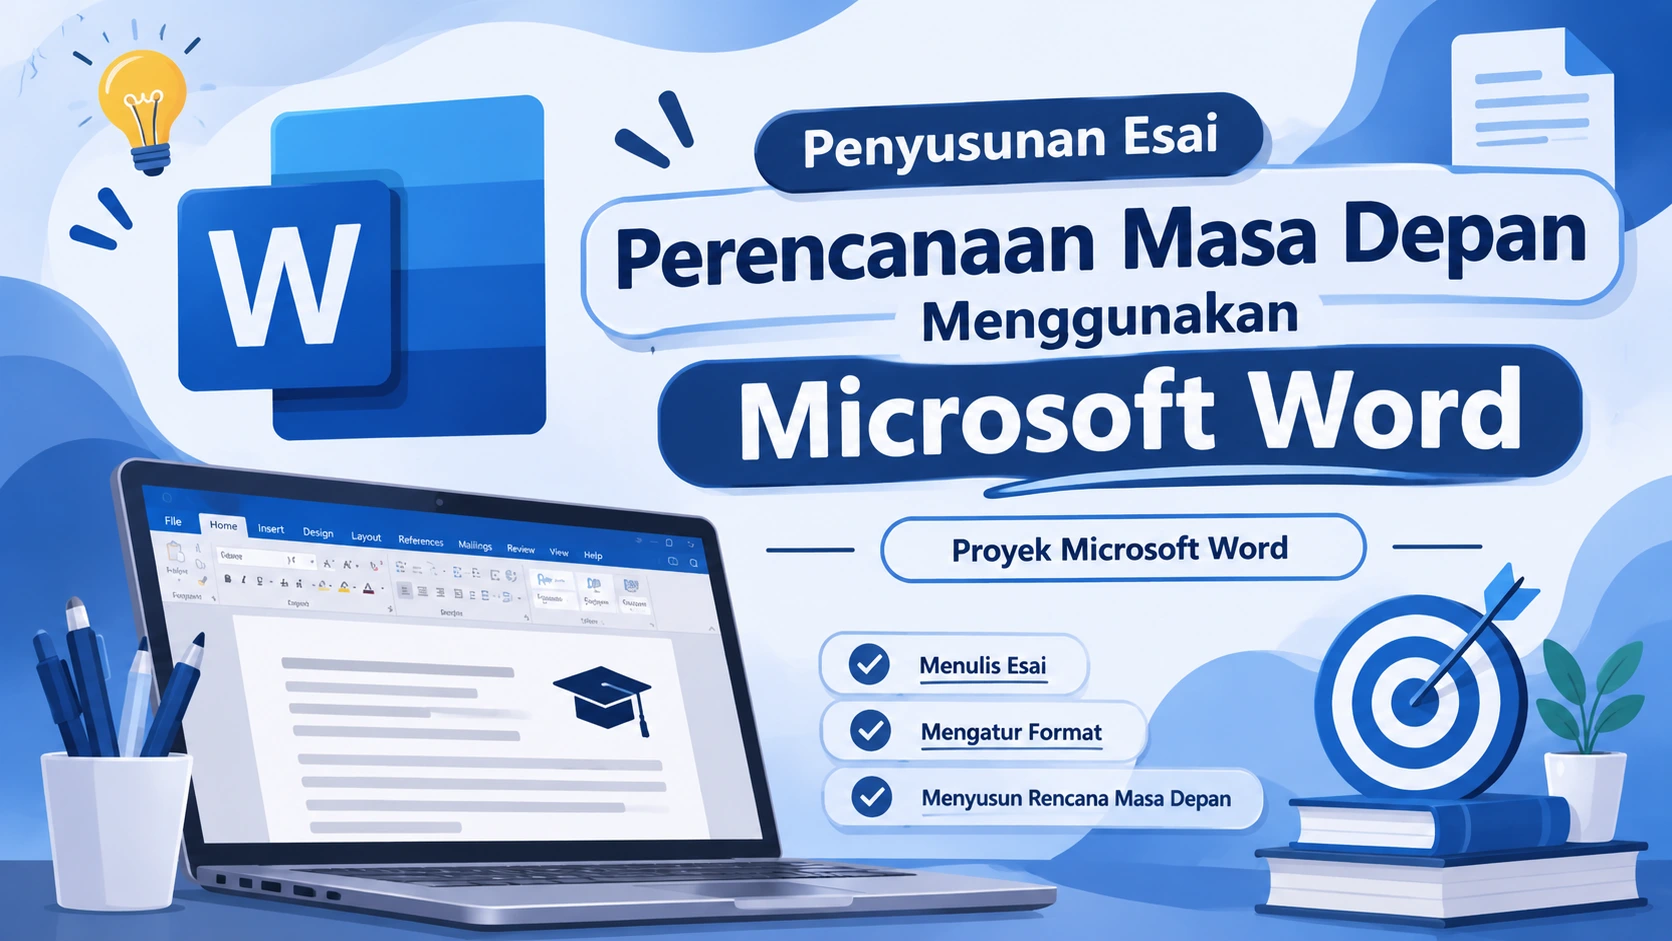 Penyusunan Esai
Perencanaan Masa Depan
Menggunakan
Microsoft Word
Proyek Microsoft Word
Menulis Esai
Mengatur Format
Menyusun Rencana Masa Depan
W
File Home Insert Design Layout References Mailings Review View Help
B I U